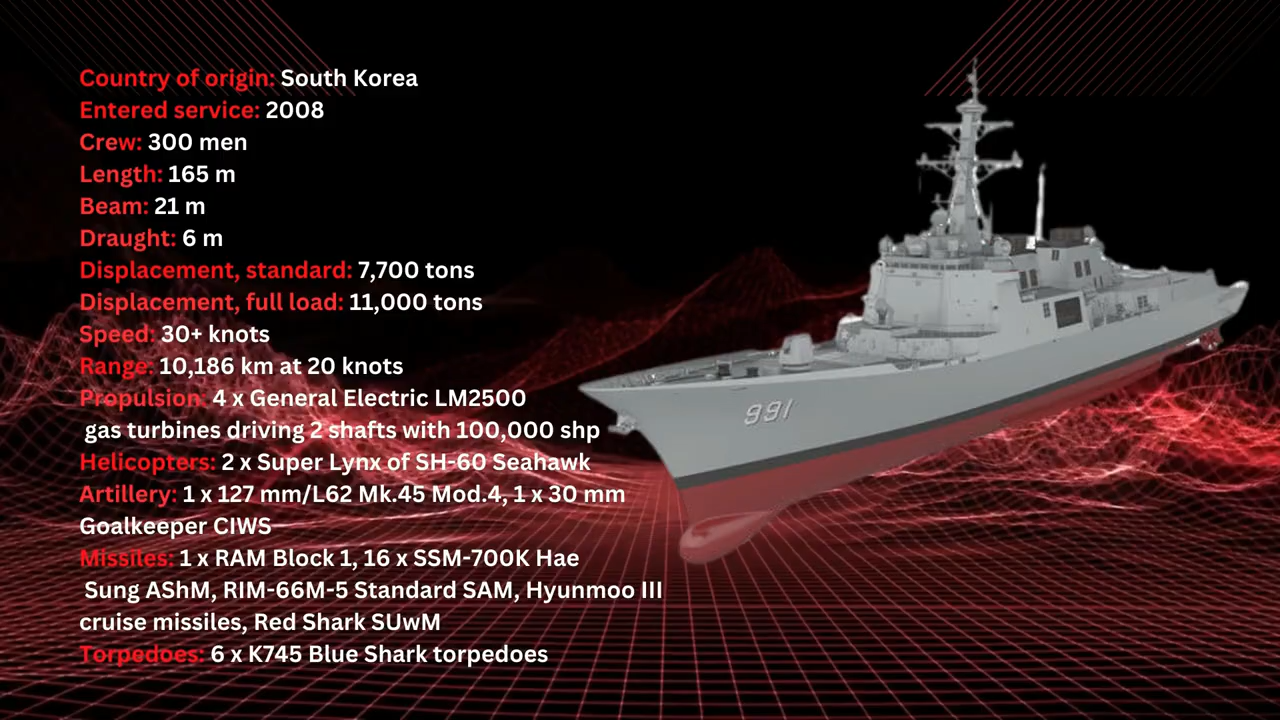 Country of origin: South Korea
Entered service: 2008
Crew: 300 men
Length: 165 m
Beam: 21 m
Draught: 6 m
Displacement, standard: 7,700 tons
Displacement, full load: 11,000 tons
Speed: 30+ knots
Range: 10,186 km at 20 knots
Propulsion: 4 x General Electric LM2500
gas turbines driving 2 shafts with 100,000 shp
Helicopters: 2 x Super Lynx of SH-60 Seahawk
Artillery: 1 x 127 mm/L62 Mk.45 Mod.4, 1 x 30 mm
Goalkeeper CIWS
Missiles: 1 x RAM Block 1, 16 x SSM-700K Hae
Sung AShM, RIM-66M-5 Standard SAM, Hyunmoo III
cruise missiles, Red Shark SUwM
Torpedoes: 6 x K745 Blue Shark torpedoes
991